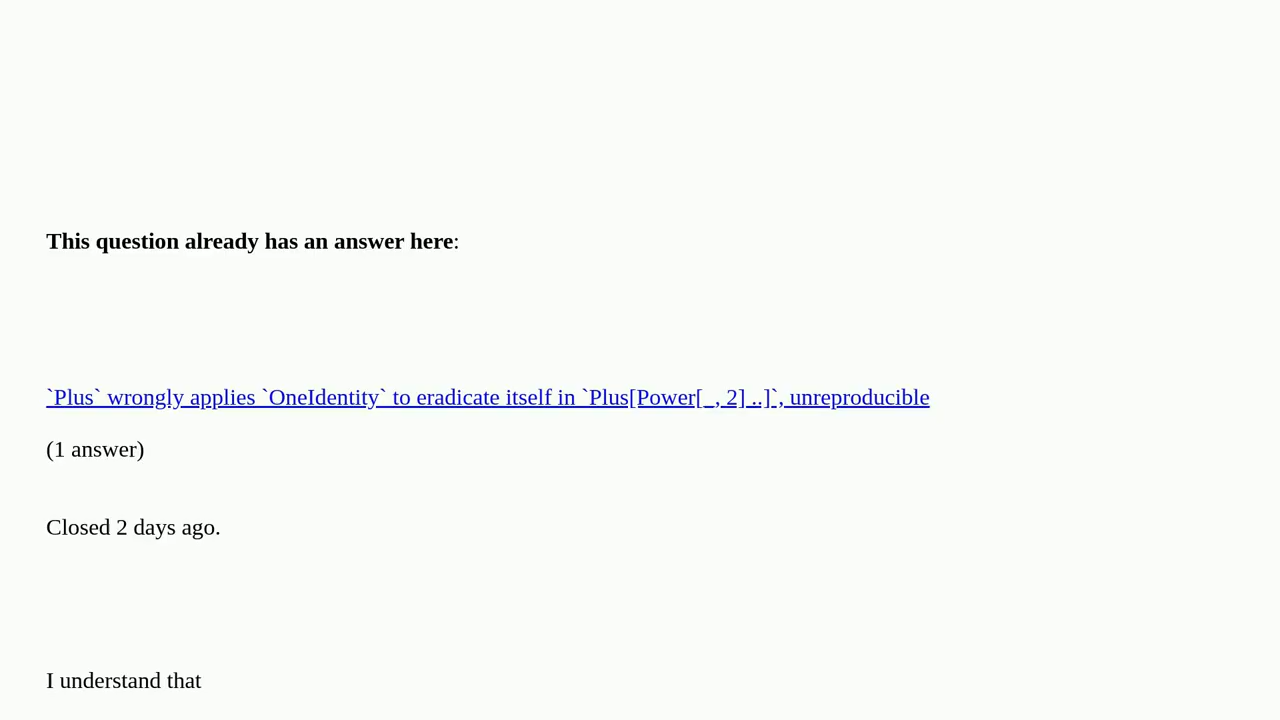 This question already has an answer here:
`Plus` wrongly applies `OneIdentity` to eradicate itself in `Plus[Power[_, 2] ..]`, unreproducible
(1 answer)
Closed 2 days ago.
I understand that